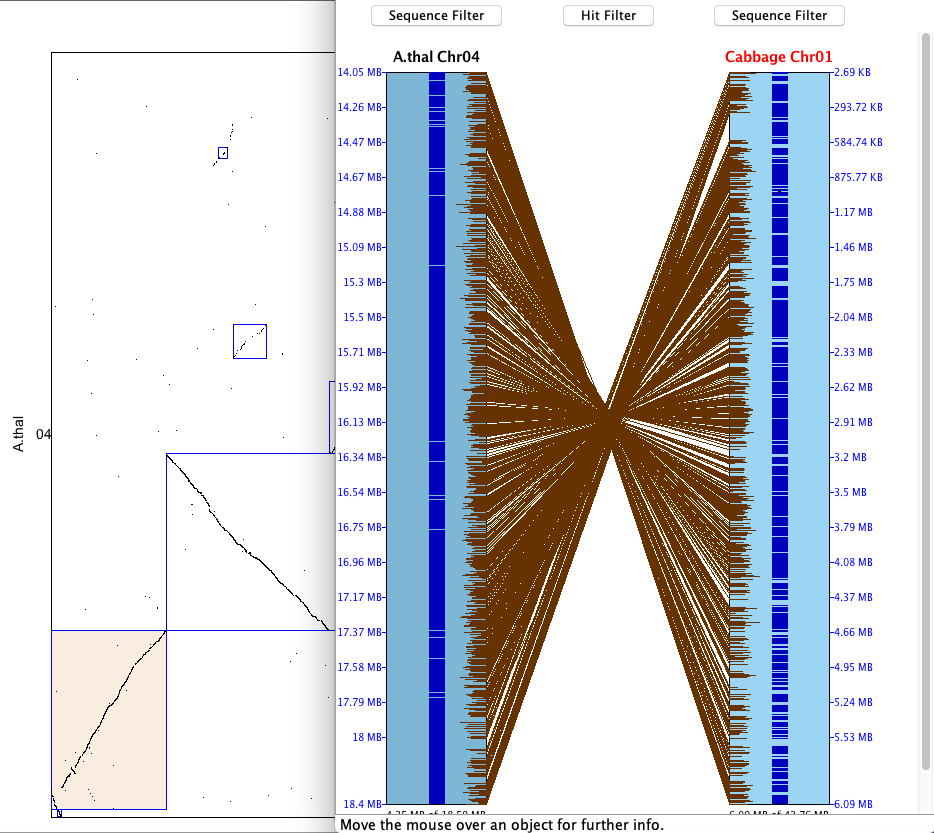 Sequence Filter
Hit Filter
Sequence Filter
A.thal Chr04
Cabbage Chr01
14.05 MB
14.26 MB
14.47 MB
14.67 MB
14.88 MB
15.09 MB
15.3 MB
15.5 MB
15.71 MB
15.92 MB
16.13 MB
16.34 MB
16.54 MB
16.75 MB
16.96 MB
17.17 MB
17.37 MB
17.58 MB
17.79 MB
18 MB
18.4 MB
2.69 KB
293.72 KB
584.74 KB
875.77 KB
1.17 MB
1.46 MB
1.75 MB
2.04 MB
2.33 MB
2.62 MB
2.91 MB
3.2 MB
3.5 MB
3.79 MB
4.08 MB
4.37 MB
4.66 MB
4.95 MB
5.24 MB
5.53 MB
6.09 MB
A.thal
04
Move the mouse over an object for further info.